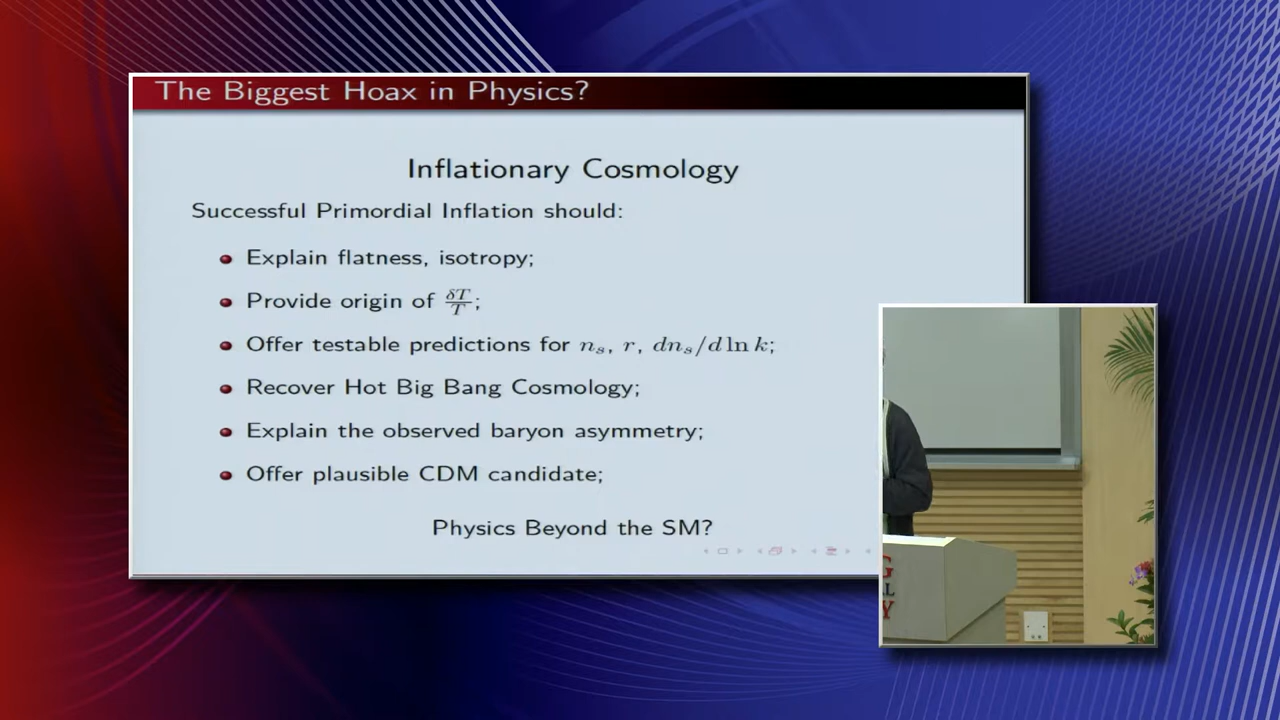 The Biggest Hoax in Physics?
Inflationary Cosmology
Successful Primordial Inflation should:
Explain flatness, isotropy;
Provide origin of δT/T;
Offer testable predictions for n_s, r, dn_s/d ln k;
Recover Hot Big Bang Cosmology;
Explain the observed baryon asymmetry;
Offer plausible CDM candidate;
Physics Beyond the SM?